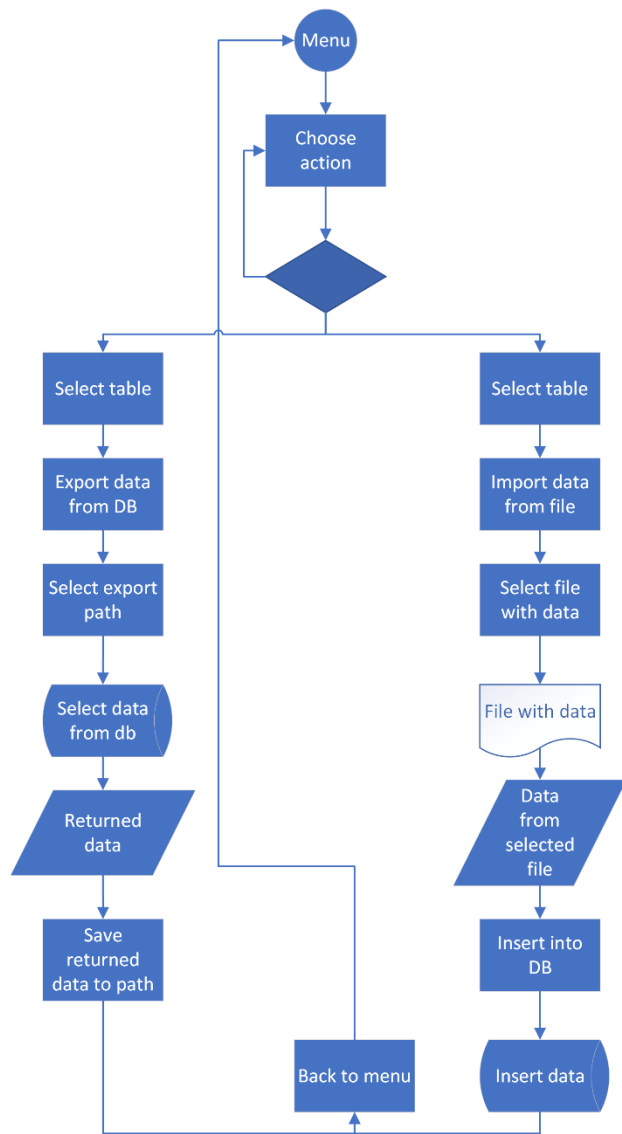 Menu
Choose
action
Select table
Export data
from DB
Select export
path
Select data
from db
Returned
data
Save
returned
data to path
Select table
Import data
from file
Select file
with data
File with data
Data
from
selected
file
Insert into
DB
Insert data
Back to menu